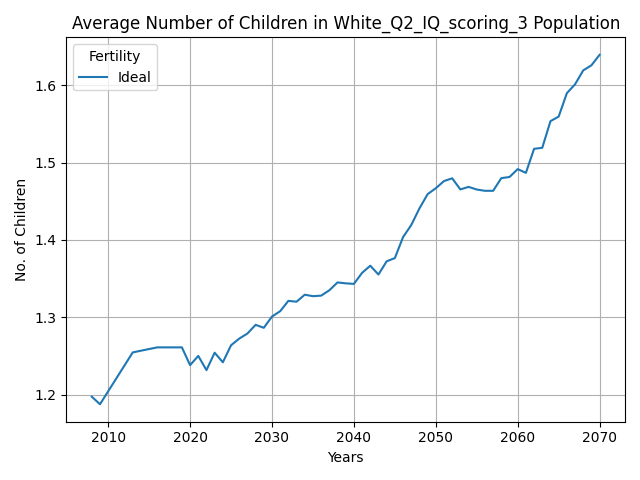 Average Number of Children in White_Q2_IQ_scoring_3 Population
Fertility
Ideal
No. of Children
1.6
1.5
1.4
1.3
1.2
2010 2020 2030 2040 2050 2060 2070
Years